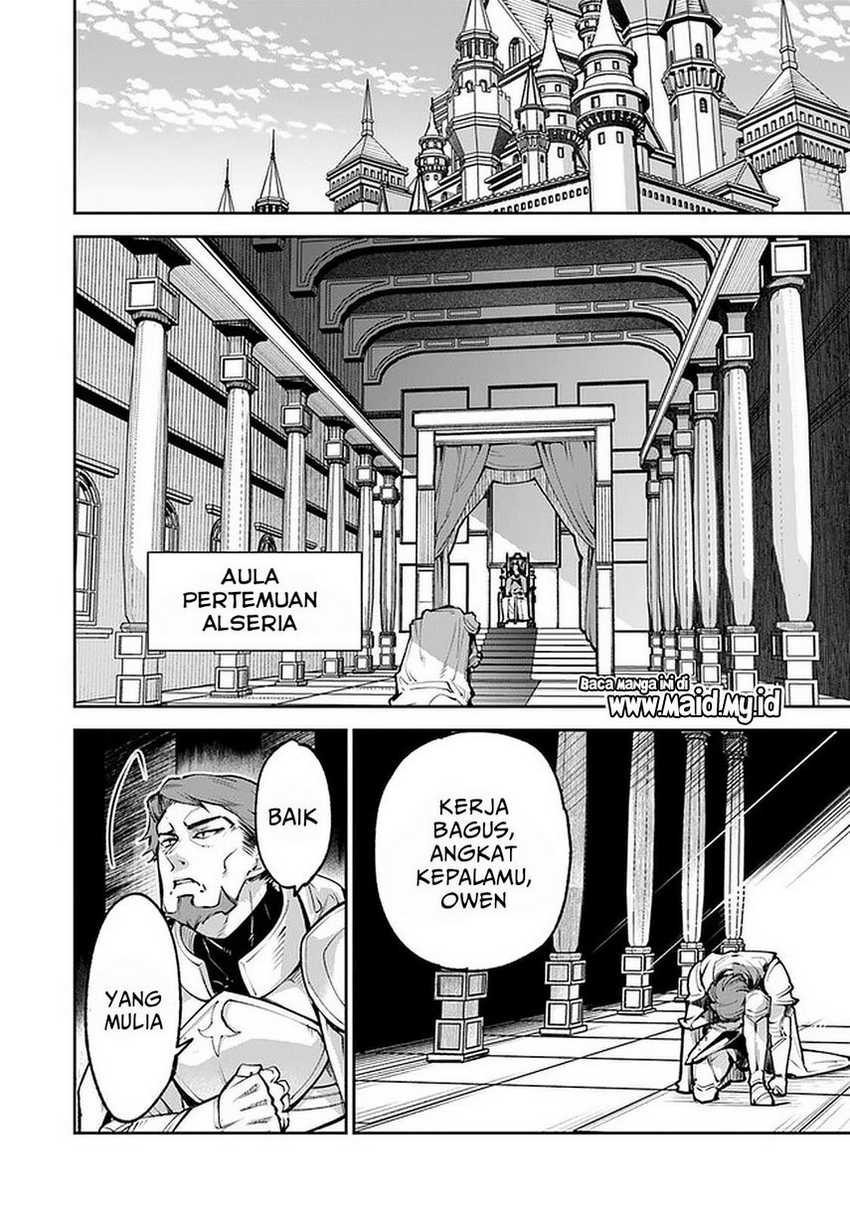 AULA
PERTEMUAN
ALSERIA
Baca Manga ini di
www.Maid.My.id
KERJA
BAGUS,
ANGKAT
KEPALAMU,
OWEN
BAIK
YANG
MULIA